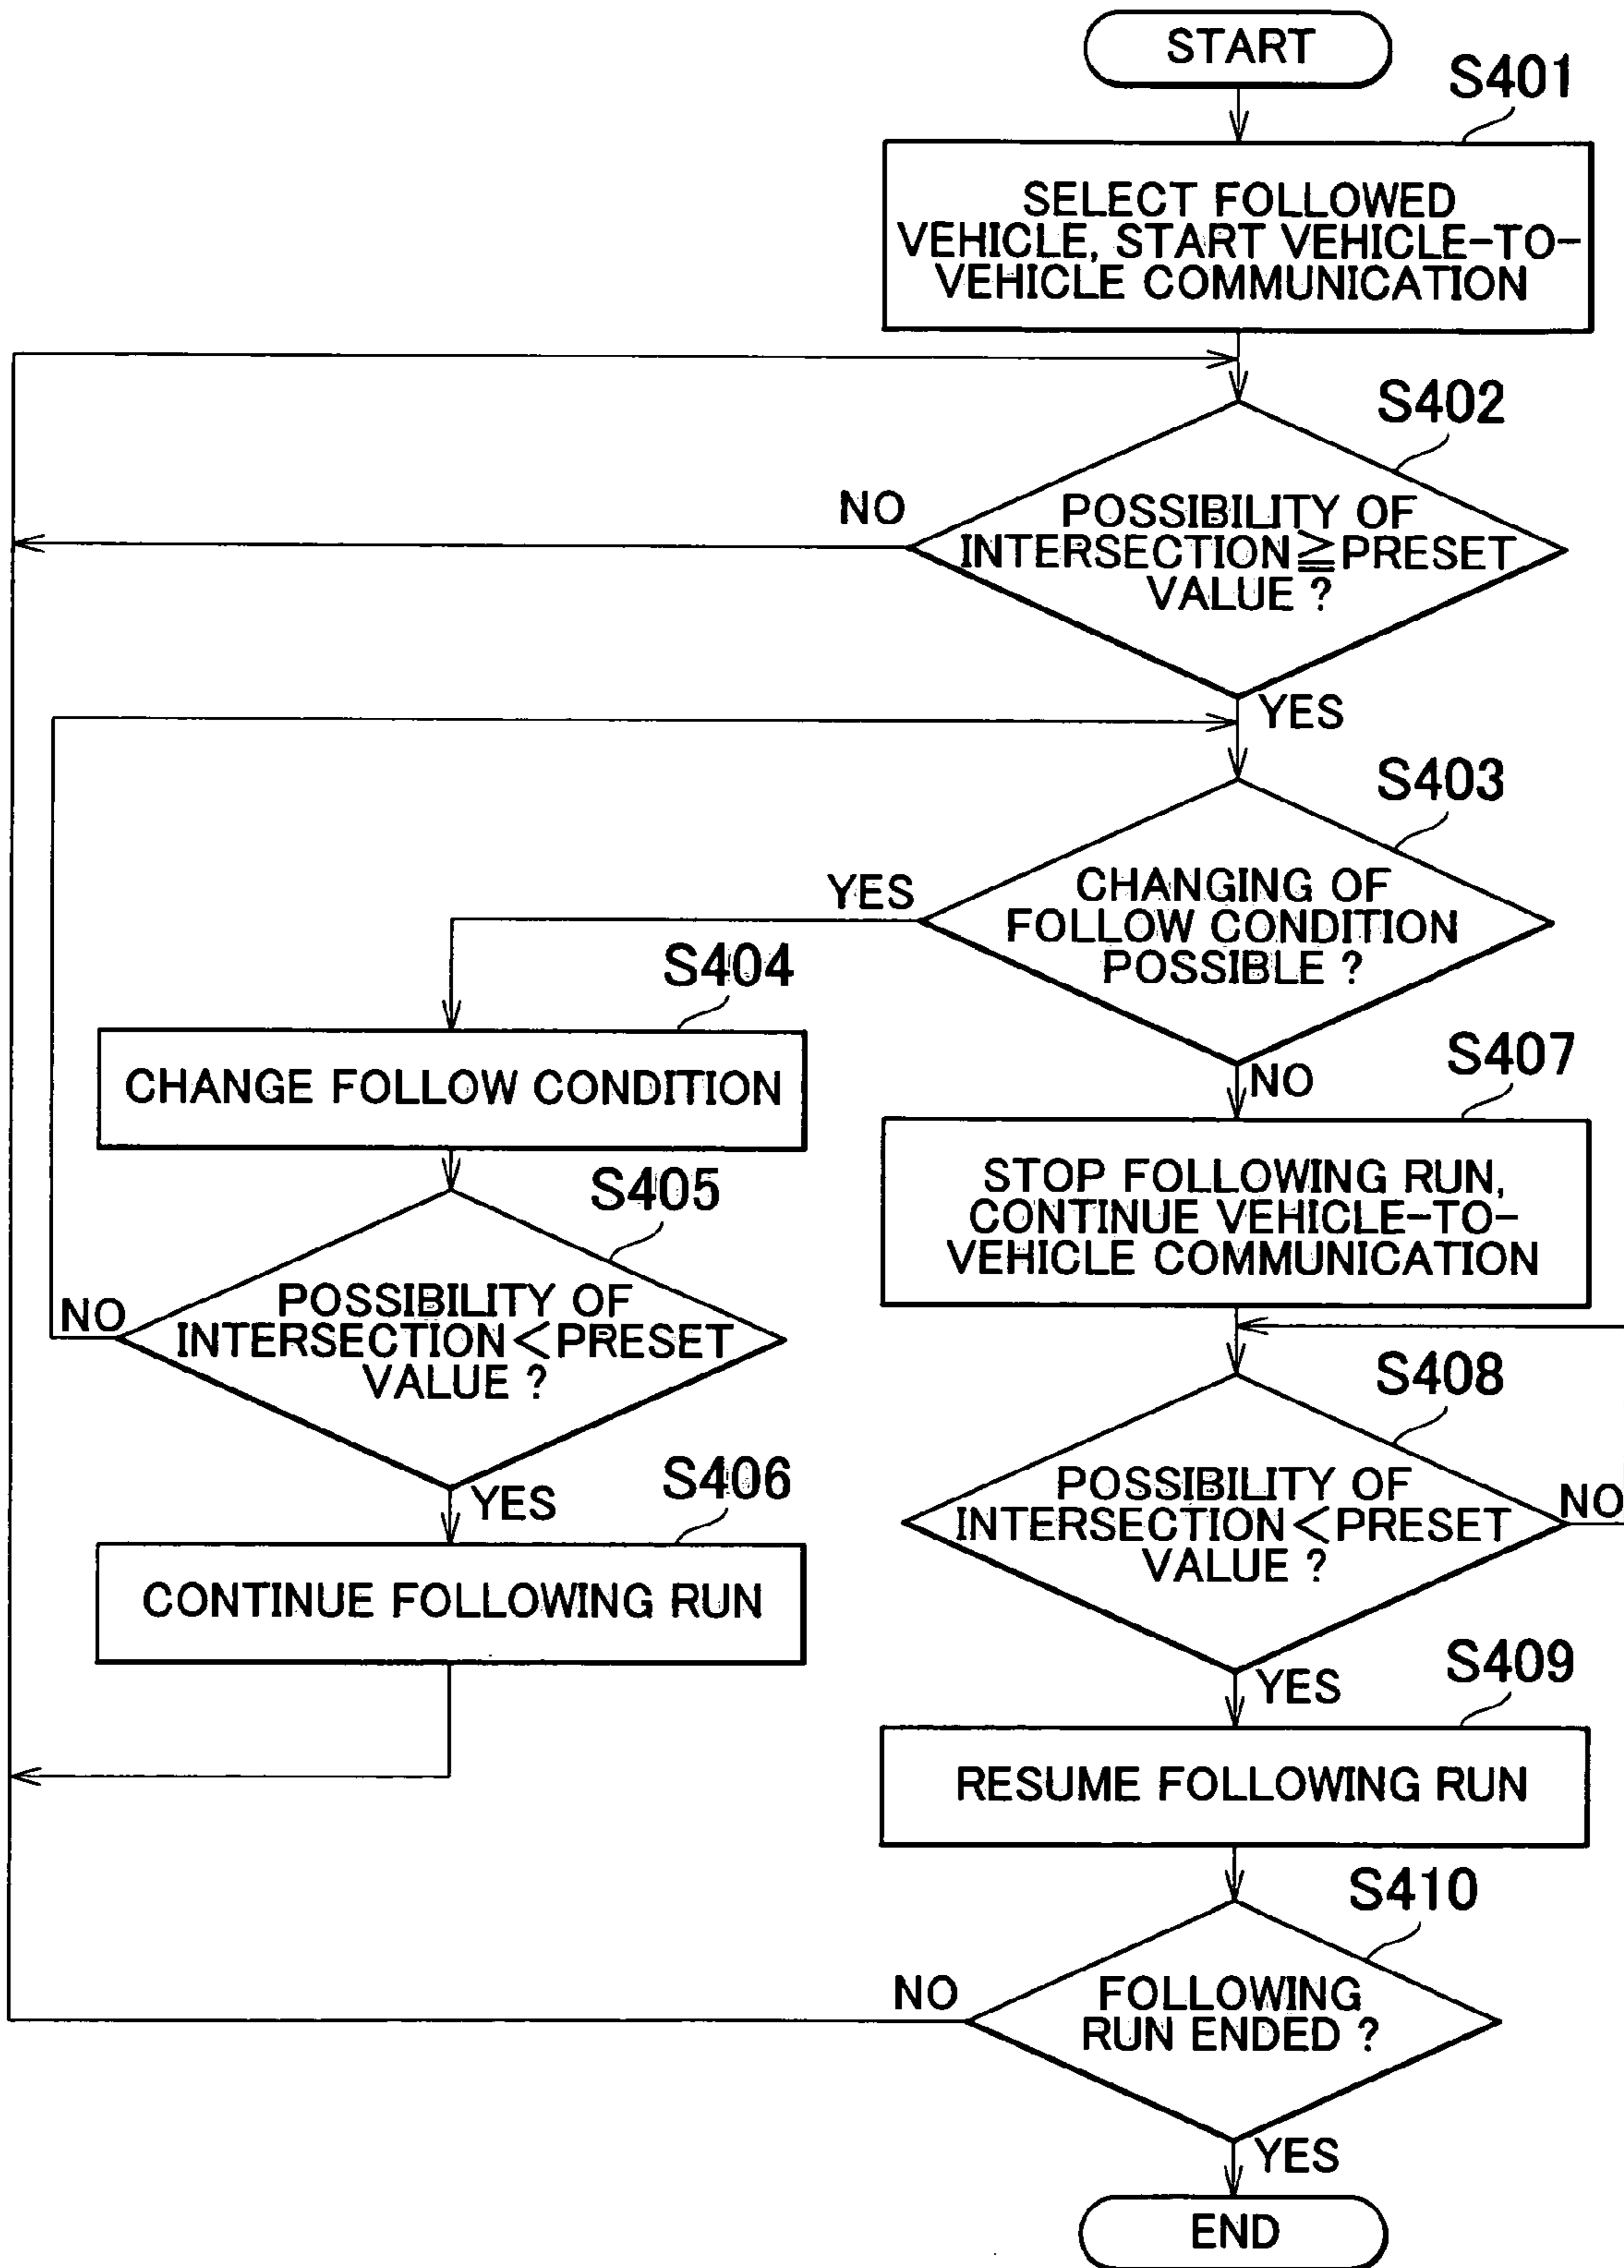 START
S401
SELECT FOLLOWED
VEHICLE, START VEHICLE-TO-
VEHICLE COMMUNICATION
S402
NO
POSSIBILITY OF
INTERSECTION≧PRESET
VALUE ?
YES
S403
YES
CHANGING OF
FOLLOW CONDITION
POSSIBLE ?
NO
S404
CHANGE FOLLOW CONDITION
S405
NO
POSSIBILITY OF
INTERSECTION<PRESET
VALUE ?
YES
S406
CONTINUE FOLLOWING RUN
S407
STOP FOLLOWING RUN,
CONTINUE VEHICLE-TO-
VEHICLE COMMUNICATION
S408
POSSIBILITY OF
INTERSECTION<PRESET
VALUE ?
NO
YES
S409
RESUME FOLLOWING RUN
S410
NO
FOLLOWING
RUN ENDED ?
YES
END